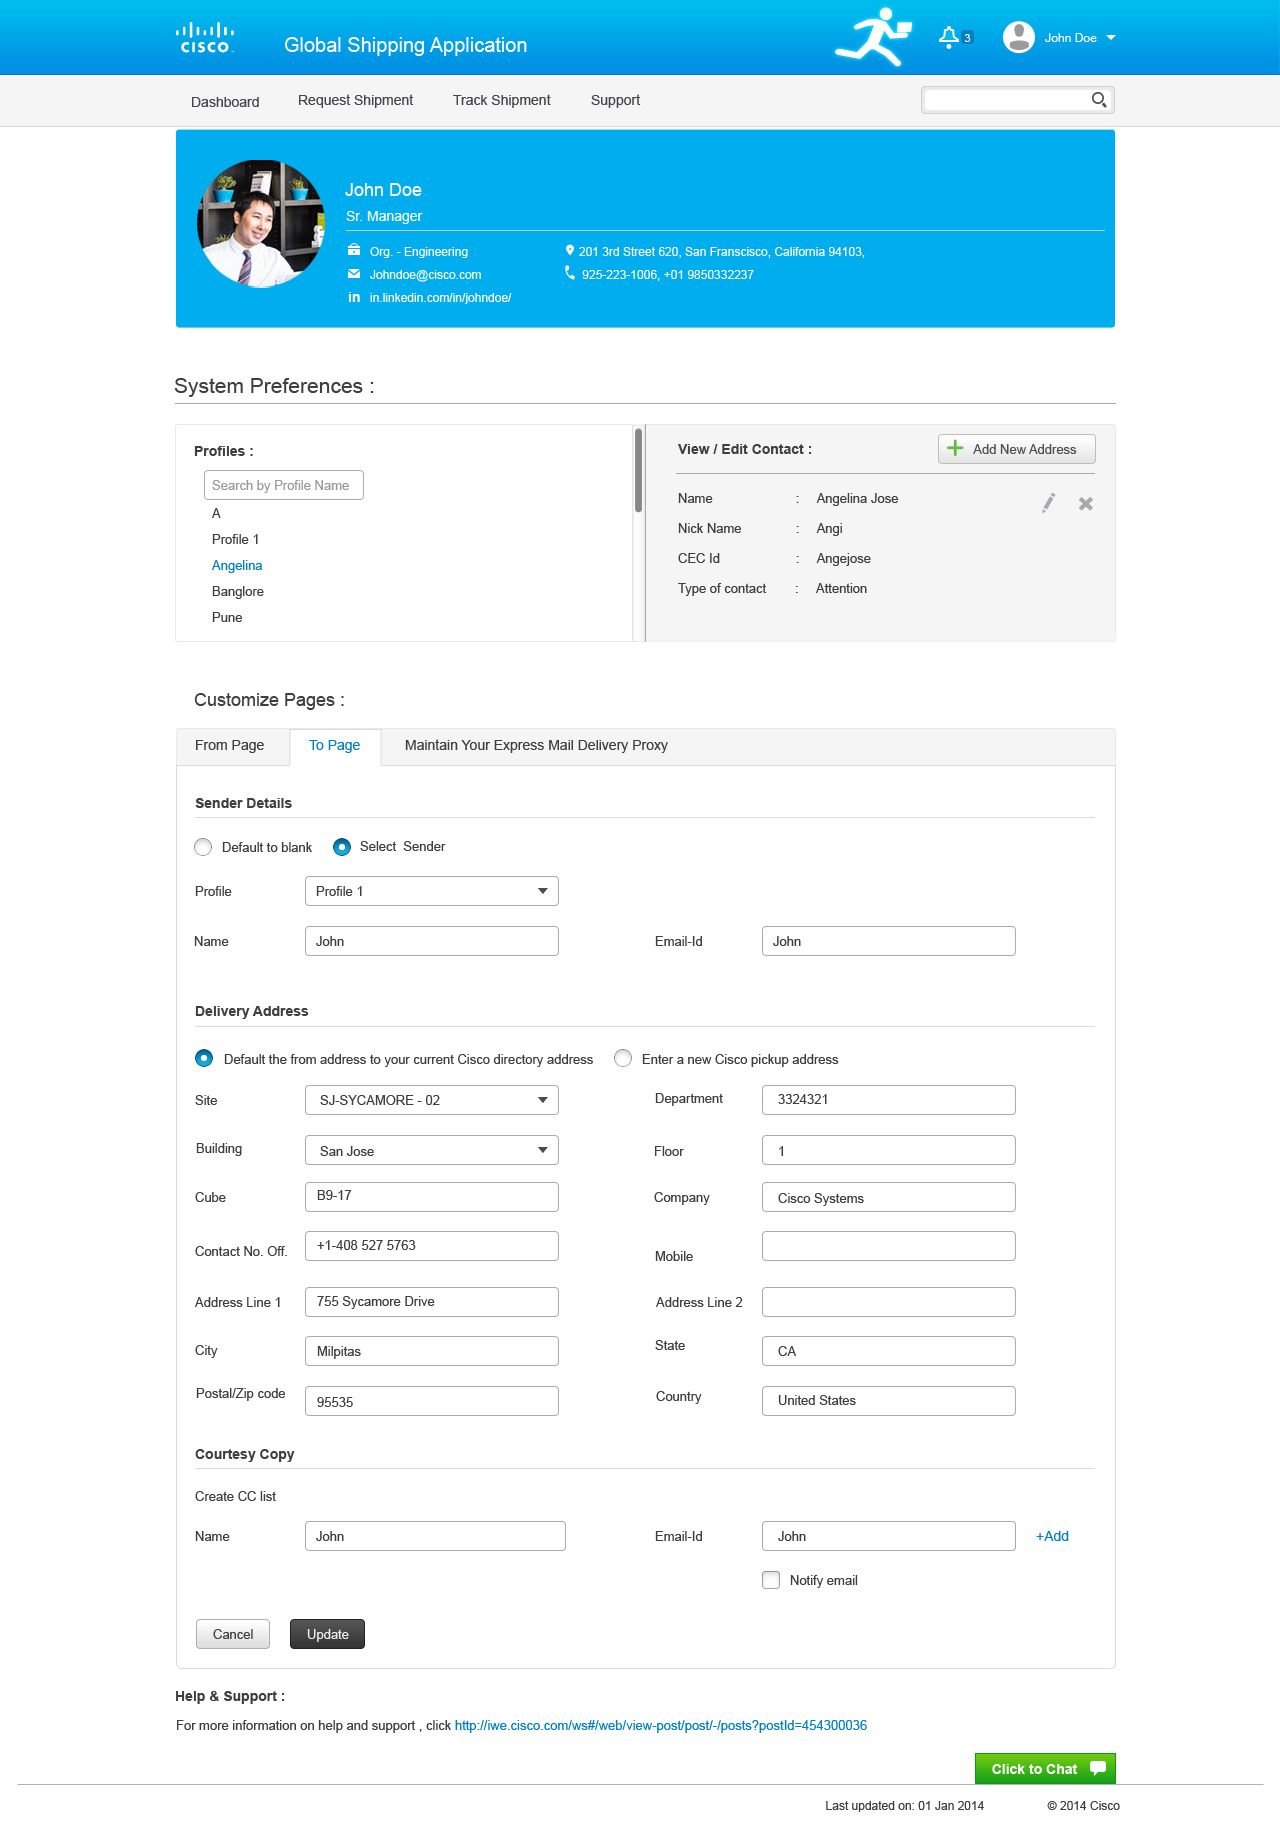 CISCO
Global Shipping Application
3
John Doe
Dashboard Request Shipment Track Shipment Support
John Doe
Sr. Manager
Org. - Engineering 201 3rd Street 620, San Franscisco, California 94103,
Johndoe@cisco.com 925-223-1006, +01 9850332237
in in.linkedin.com/in/johndoe/
System Preferences :
Profiles :
Search by Profile Name
A
Profile 1
Angelina
Banglore
Pune
View / Edit Contact : Add New Address
Name : Angelina Jose
Nick Name : Angi
CEC Id : Angejose
Type of contact : Attention
Customize Pages :
From Page To Page Maintain Your Express Mail Delivery Proxy
Sender Details
Default to blank Select Sender
Profile Profile 1
Name John Email-Id John
Delivery Address
Default the from address to your current Cisco directory address Enter a new Cisco pickup address
Site SJ-SYCAMORE - 02 Department 3324321
Building San Jose Floor 1
Cube B9-17 Company Cisco Systems
Contact No. Off. +1-408 527 5763 Mobile
Address Line 1 755 Sycamore Drive Address Line 2
City Milpitas State CA
Postal/Zip code 95535 Country United States
Courtesy Copy
Create CC list
Name John Email-Id John +Add
Notify email
Cancel Update
Help & Support :
For more information on help and support , click http://iwe.cisco.com/ws#/web/view-post/post/-/posts?postId=454300036
Click to Chat
Last updated on: 01 Jan 2014 © 2014 Cisco